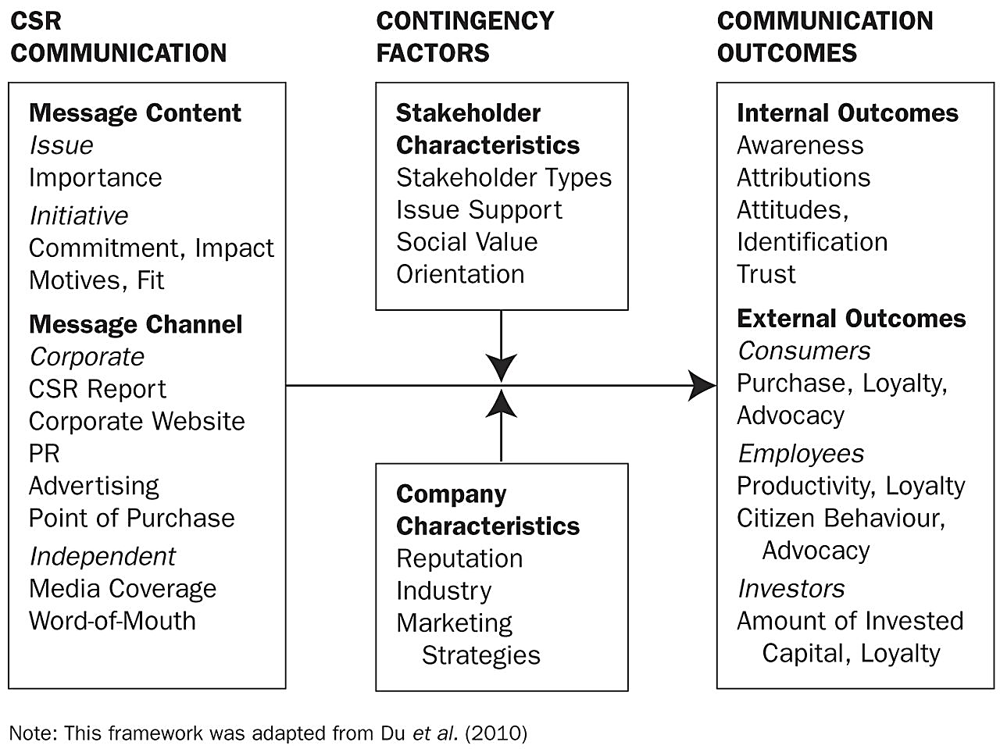 CSR
COMMUNICATION
Message Content
Issue
Importance
Initiative
Commitment, Impact
Motives, Fit
Message Channel
Corporate
CSR Report
Corporate Website
PR
Advertising
Point of Purchase
Independent
Media Coverage
Word-of-Mouth
CONTINGENCY
FACTORS
Stakeholder
Characteristics
Stakeholder Types
Issue Support
Social Value
Orientation
Company
Characteristics
Reputation
Industry
Marketing
Strategies
COMMUNICATION
OUTCOMES
Internal Outcomes
Awareness
Attributions
Attitudes,
Identification
Trust
External Outcomes
Consumers
Purchase, Loyalty,
Advocacy
Employees
Productivity, Loyalty
Citizen Behaviour,
Advocacy
Investors
Amount of Invested
Capital, Loyalty
Note: This framework was adapted from Du et al. (2010)